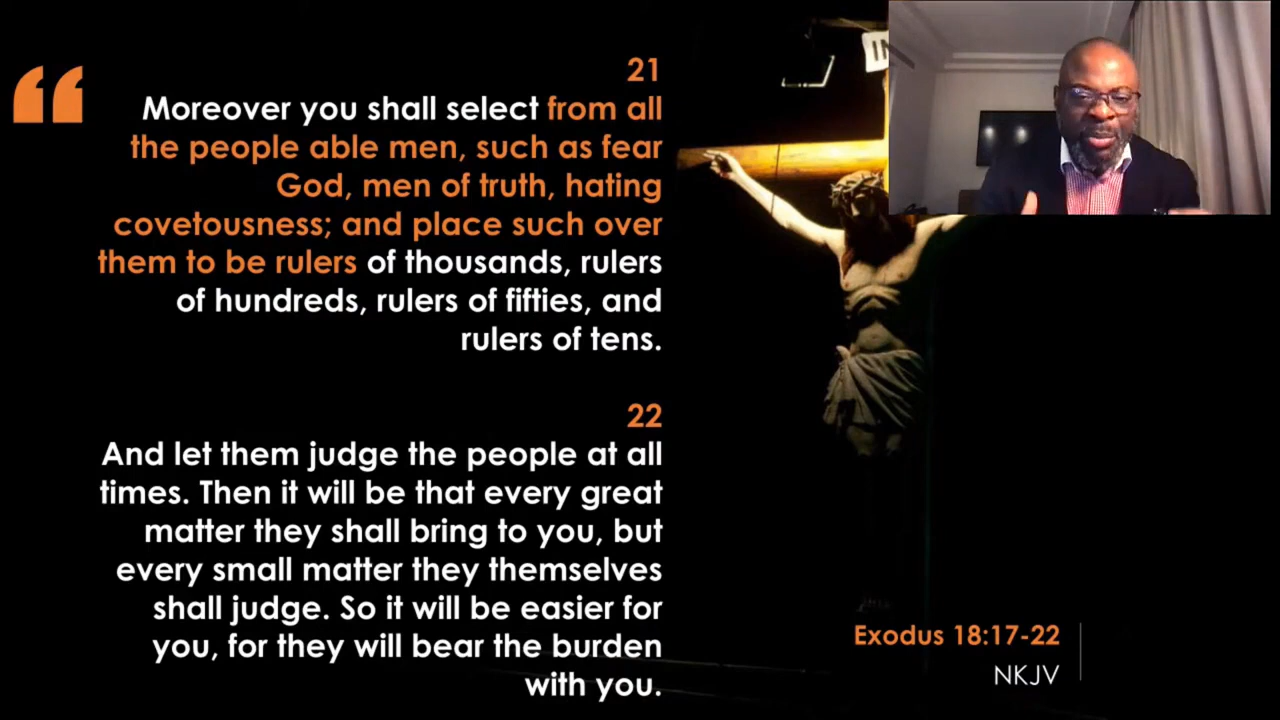 21
Moreover you shall select from all
the people able men, such as fear
God, men of truth, hating
covetousness; and place such over
them to be rulers of thousands, rulers
of hundreds, rulers of fifties, and
rulers of tens.
22
And let them judge the people at all
times. Then it will be that every great
matter they shall bring to you, but
every small matter they themselves
shall judge. So it will be easier for
you, for they will bear the burden
with you.
Exodus 18:17-22
NKJV